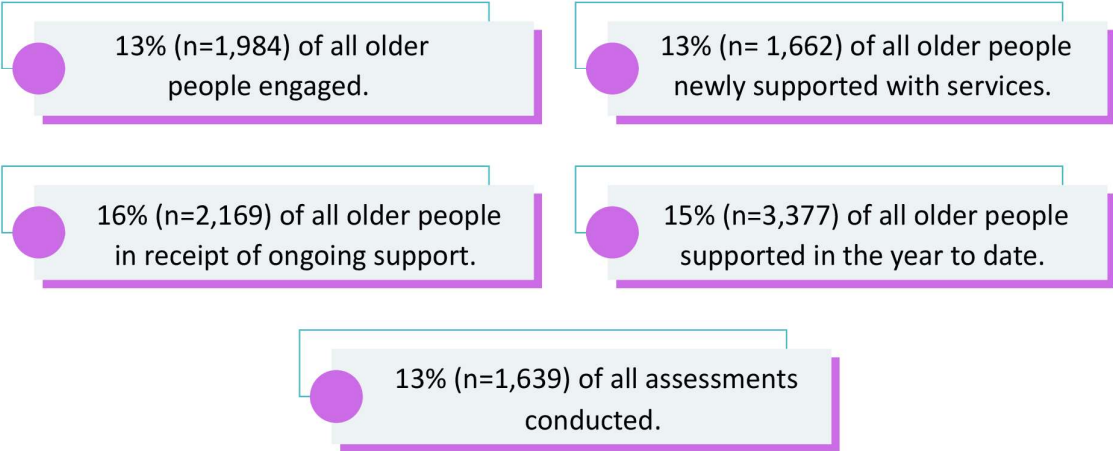 13% (n=1,984) of all older
people engaged.
13% (n= 1,662) of all older people
newly supported with services.
16% (n=2,169) of all older people
in receipt of ongoing support.
15% (n=3,377) of all older people
supported in the year to date.
13% (n=1,639) of all assessments
conducted.